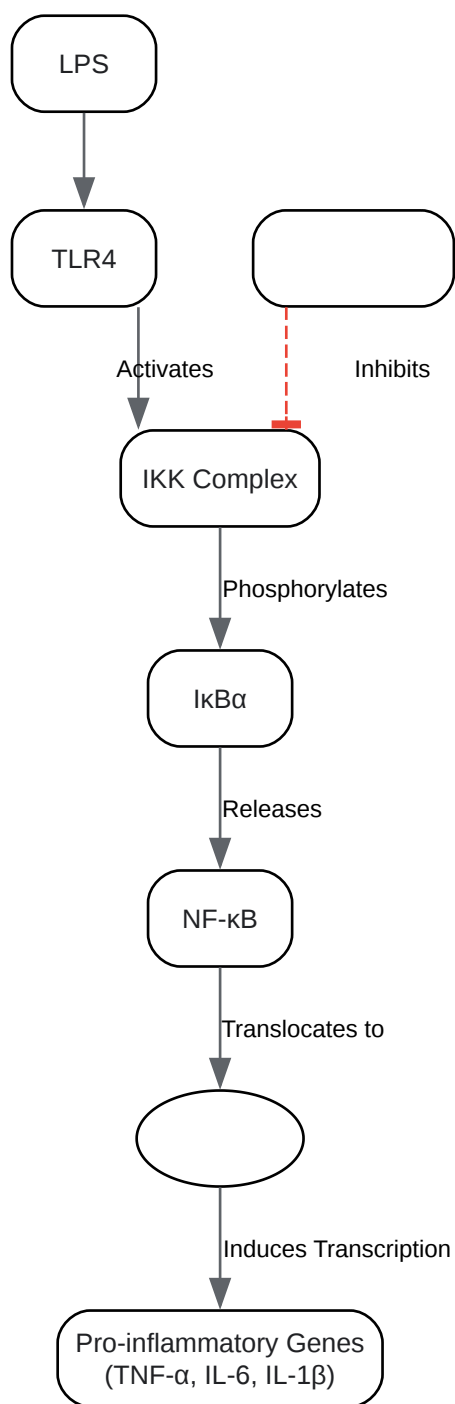 LPS
TLR4
Activates
Inhibits
IKK Complex
Phosphorylates
IκBα
Releases
NF-κB
Translocates to
Induces Transcription
Pro-inflammatory Genes
(TNF-α, IL-6, IL-1β)